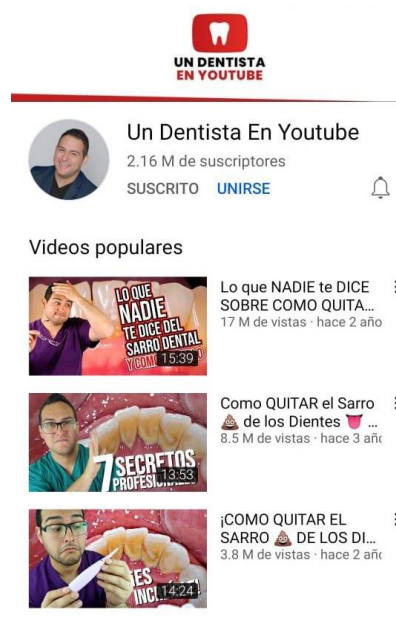 UN DENTISTA
EN YOUTUBE
Un Dentista En Youtube
2.16 M de suscriptores
SUSCRITO UNIRSE
Videos populares
LO QUE
NADIE
TE DICE DEL
SARRO DENTAL
Y COMO
15:39
Lo que NADIE te DICE
SOBRE COMO QUITA...
17 M de vistas · hace 2 año
7 SECRETOS
13:53
Como QUITAR el Sarro
💩 de los Dientes 👅 ...
8.5 M de vistas · hace 3 añ
14:24
¡COMO QUITAR EL
SARRO 💩 DE LOS DI...
3.8 M de vistas · hace 2 añ